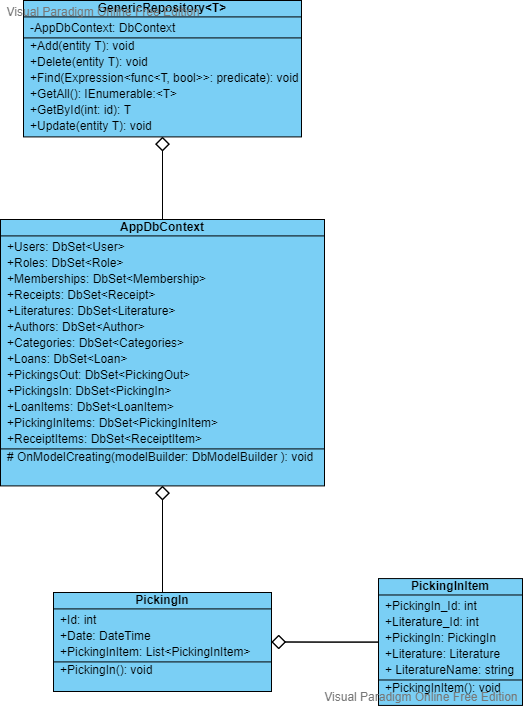 GenericRepository<T>
Visual Paradigm Online Free Edition
-AppDbContext: DbContext
+Add(entity T): void
+Delete(entity T): void
+Find(Expression<func<T, bool>>: predicate): void
+GetAll(): IEnumerable:<T>
+GetById(int: id): T
+Update(entity T): void
AppDbContext
+Users: DbSet<User>
+Roles: DbSet<Role>
+Memberships: DbSet<Membership>
+Receipts: DbSet<Receipt>
+Literatures: DbSet<Literature>
+Authors: DbSet<Author>
+Categories: DbSet<Categories>
+Loans: DbSet<Loan>
+PickingsOut: DbSet<PickingOut>
+PickingsIn: DbSet<PickingIn>
+LoanItems: DbSet<LoanItem>
+PickingInItems: DbSet<PickingInItem>
+ReceiptItems: DbSet<ReceiptItem>
# OnModelCreating(modelBuilder: DbModelBuilder ): void
PickingIn
+Id: int
+Date: DateTime
+PickingInItem: List<PickingInItem>
+PickingIn(): void
PickingInItem
+PickingIn_Id: int
+Literature_Id: int
+PickingIn: PickingIn
+Literature: Literature
+ LiteratureName: string
+PickingInItem(): void
Visual Paradigm Online Free Edition